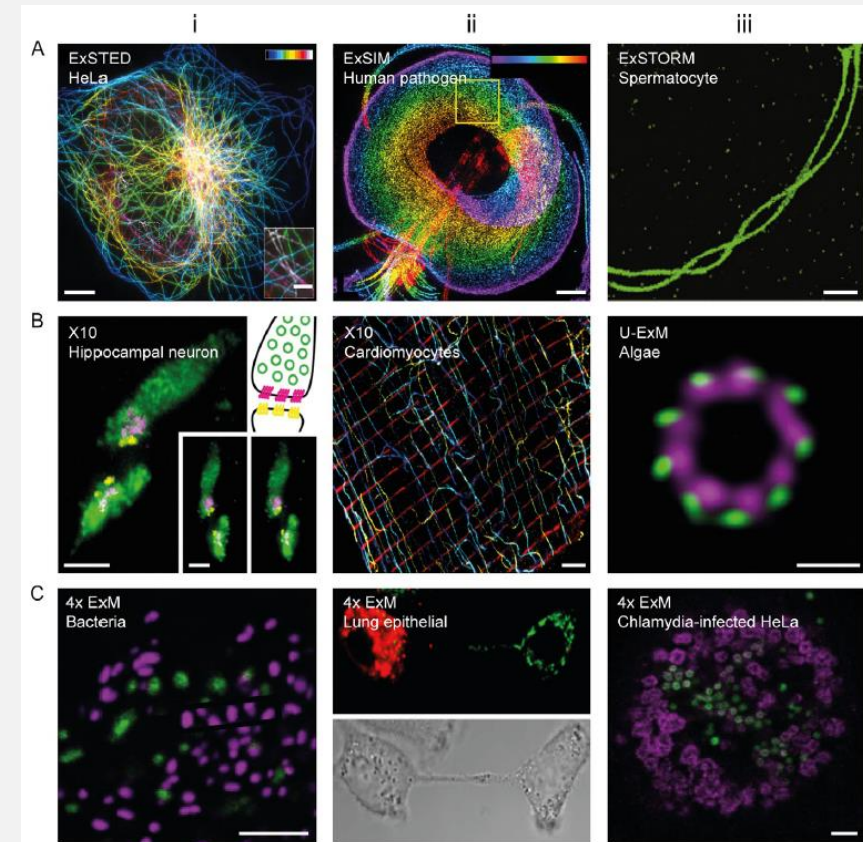 i
ii
iii
A
ExSTED
HeLa
ExSIM
Human pathogen
ExSTORM
Spermatocyte
B
X10
Hippocampal neuron
X10
Cardiomyocytes
U-ExM
Algae
C
4x ExM
Bacteria
4x ExM
Lung epithelial
4x ExM
Chlamydia-infected HeLa